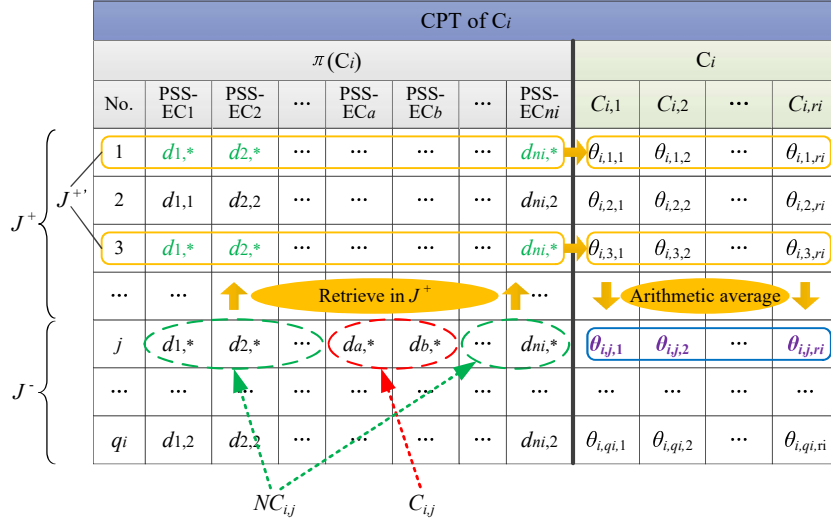 CPT of Ci
π(Ci) Ci
No. PSS-EC1 PSS-EC2 ··· PSS-ECa PSS-ECb ··· PSS-ECni Ci,1 Ci,2 ··· Ci,ri
1 d1,* d2,* ··· ··· ··· ··· dni,* θi,1,1 θi,1,2 ··· θi,1,ri
J+'
2 d1,1 d2,2 ··· ··· ··· ··· dni,2 θi,2,1 θi,2,2 ··· θi,2,ri
J+
3 d1,* d2,* ··· ··· ··· ··· dni,* θi,3,1 θi,3,2 ··· θi,3,ri
··· ··· Retrieve in J+ ··· Arithmetic average
j d1,* d2,* ··· da,* db,* ··· dni,* θi,j,1 θi,j,2 ··· θi,j,ri
J-
··· ··· ··· ··· ··· ··· ··· ··· ··· ··· ··· ···
qi d1,2 d2,2 ··· ··· ··· ··· dni,2 θi,qi,1 θi,qi,2 ··· θi,qi,ri
NCi,j Ci,j